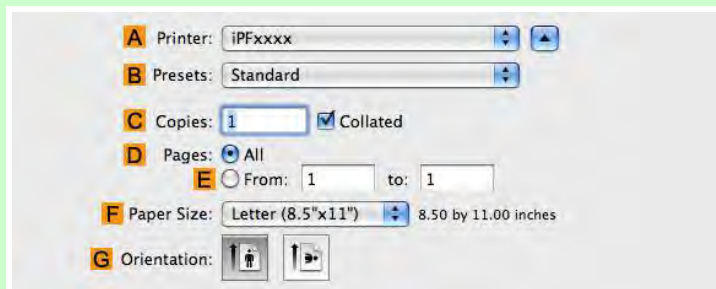 A Printer: iPFxxxx
B Presets: Standard
C Copies: 1 Collated
D Pages: All
E From: 1 to: 1
F Paper Size: Letter (8.5"x11") 8.50 by 11.00 inches
G Orientation: